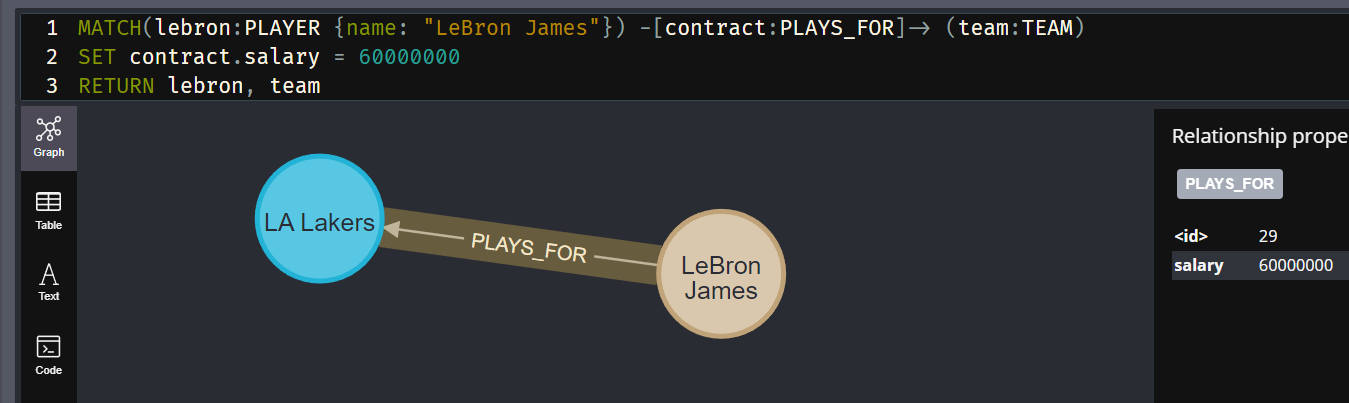 1 MATCH(lebron:PLAYER {name: "LeBron James"}) -[contract:PLAYS_FOR]-> (team:TEAM)
2 SET contract.salary = 60000000
3 RETURN lebron, team
Graph
Table
Text
Code
LA Lakers
PLAYS_FOR
LeBron
James
Relationship prope
PLAYS_FOR
<id> 29
salary 60000000